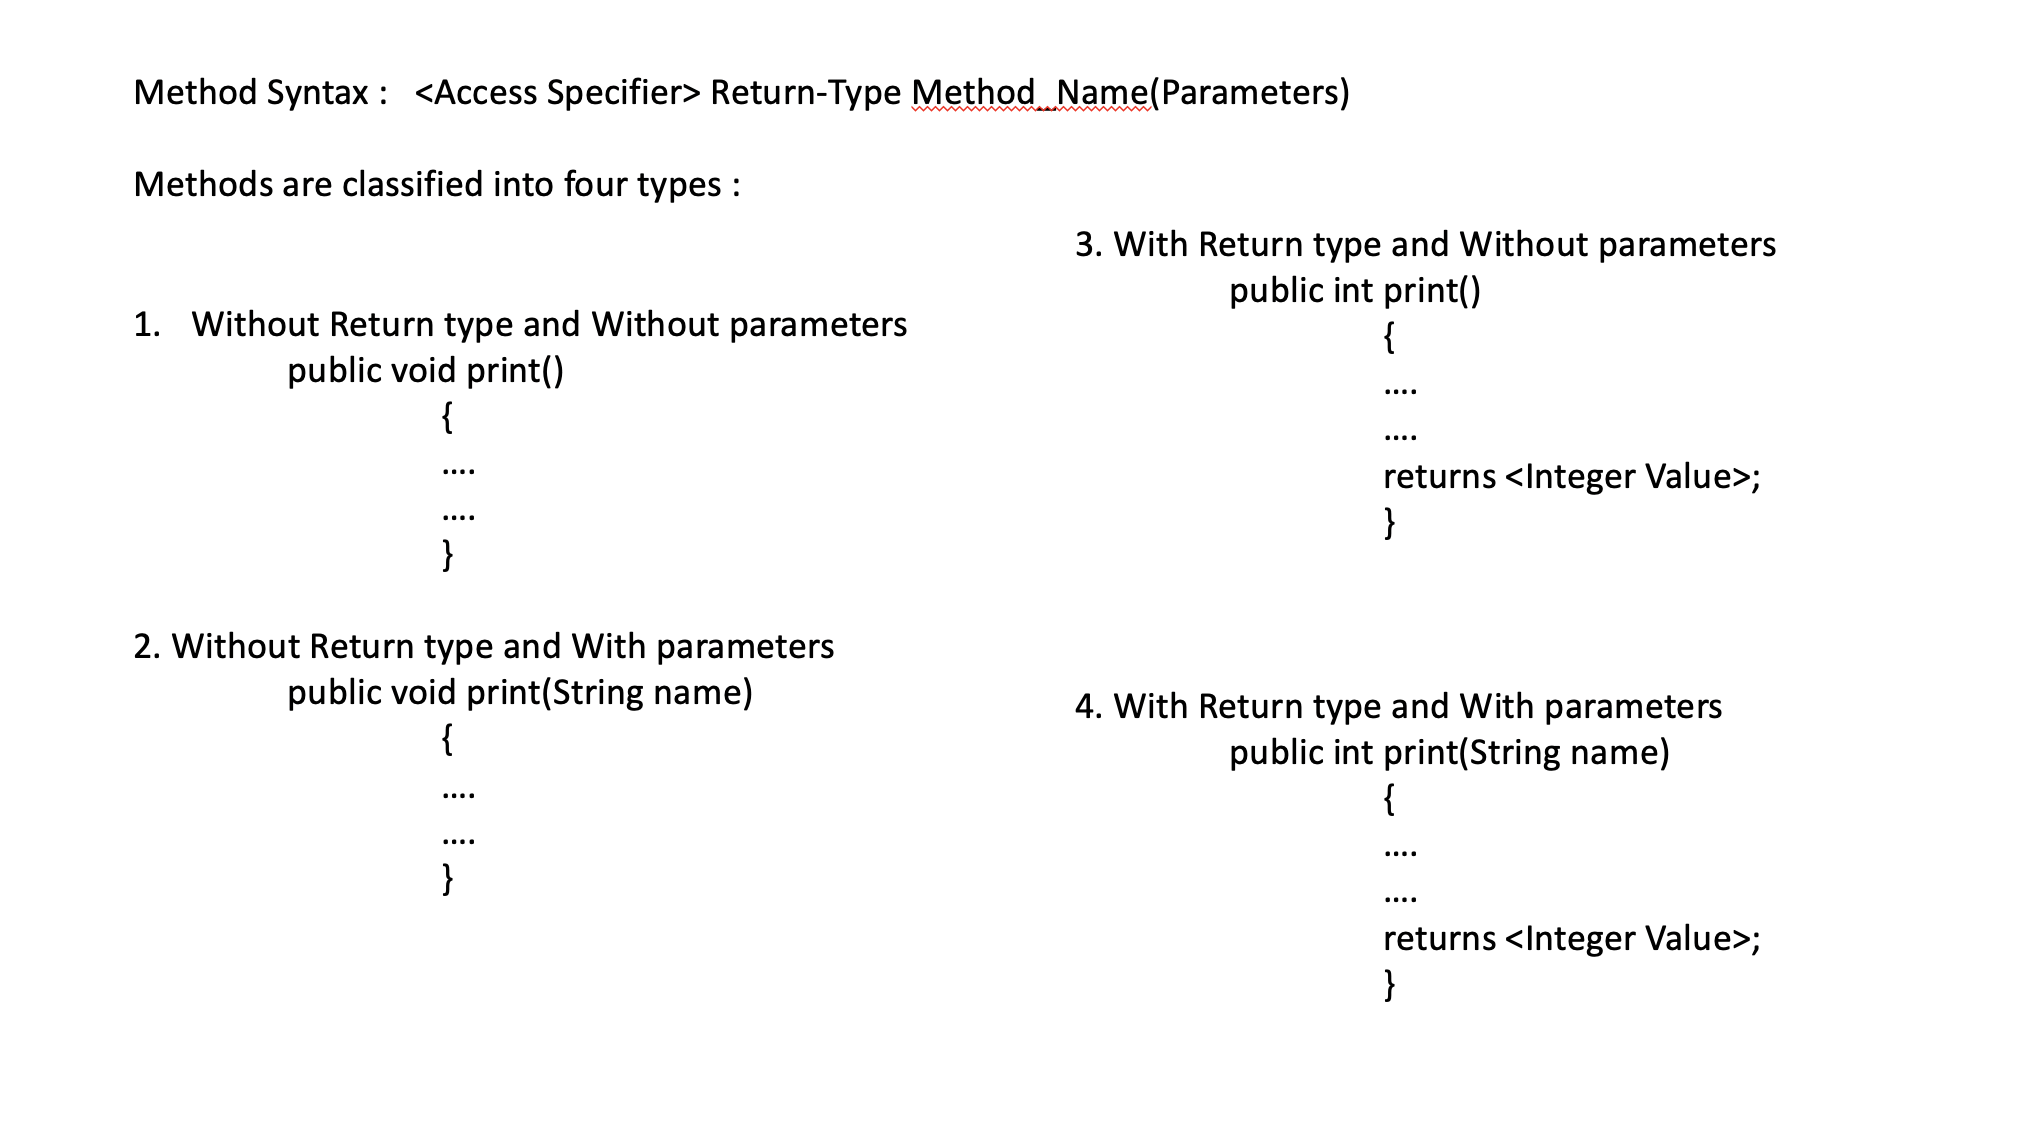 Method Syntax :   <Access Specifier> Return-Type Method_Name(Parameters)
Methods are classified into four types :
1.   Without Return type and Without parameters
public void print()
{
....
....
}
2. Without Return type and With parameters
public void print(String name)
{
....
....
}
3. With Return type and Without parameters
public int print()
{
....
....
returns <Integer Value>;
}
4. With Return type and With parameters
public int print(String name)
{
....
....
returns <Integer Value>;
}